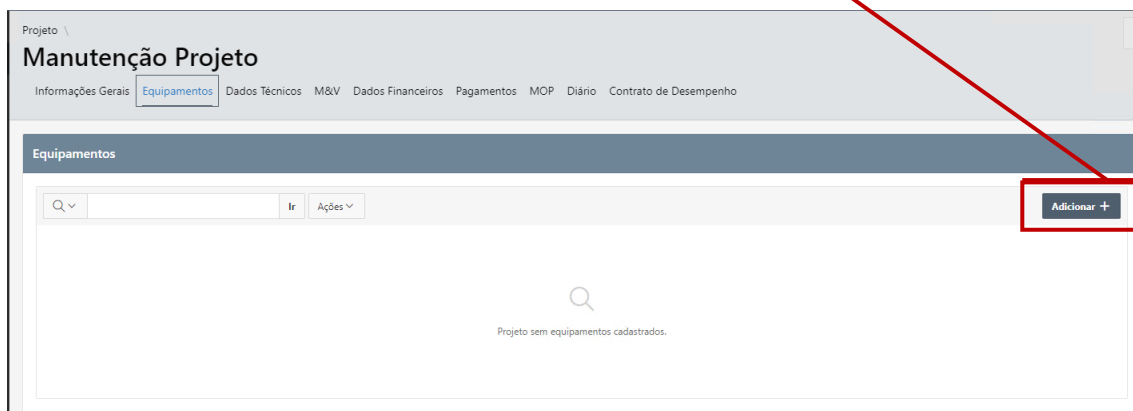 Projeto \
Manutenção Projeto
Informações Gerais Equipamentos Dados Técnicos M&V Dados Financeiros Pagamentos MOP Diário Contrato de Desempenho
Equipamentos
Ir Ações Adicionar +
Projeto sem equipamentos cadastrados.